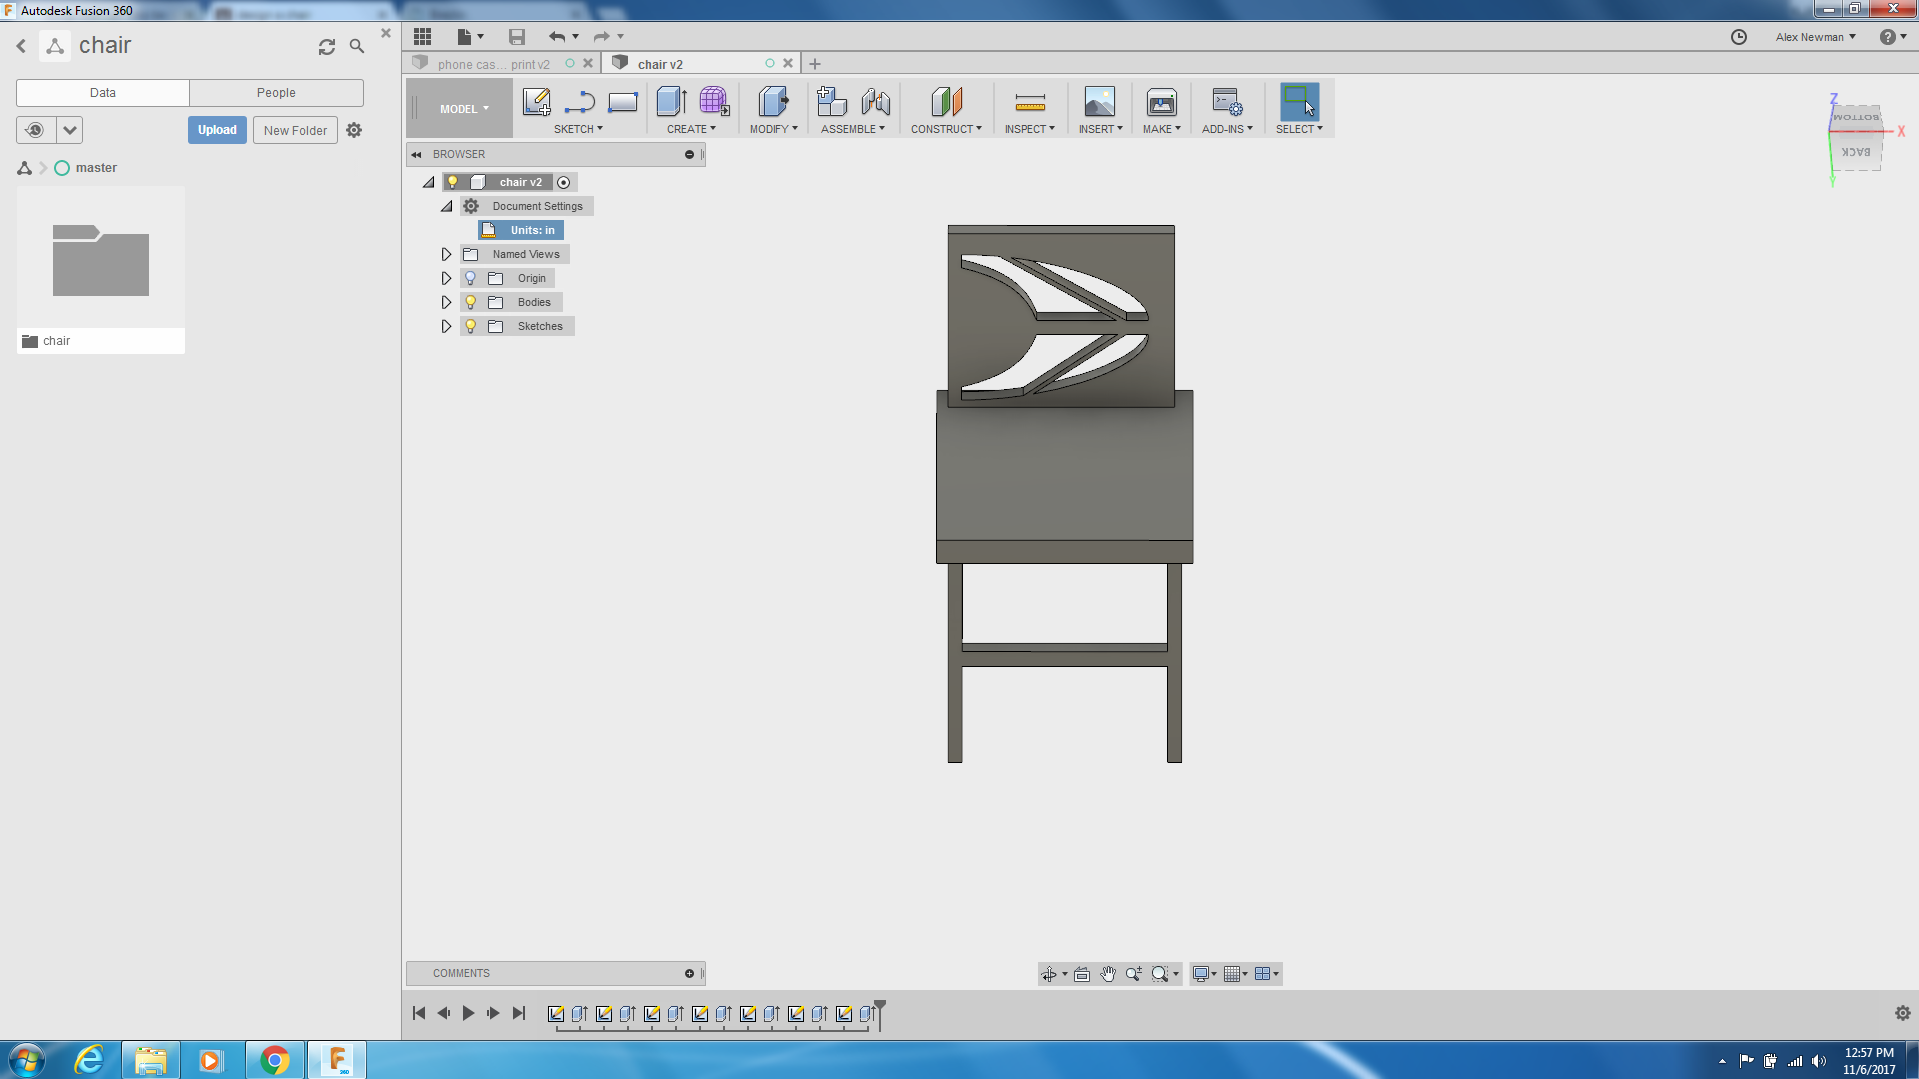 Autodesk Fusion 360
chair
Data
People
Upload
New Folder
master
chair
Alex Newman
phone cas... print v2
chair v2
MODEL
SKETCH
CREATE
MODIFY
ASSEMBLE
CONSTRUCT
INSPECT
INSERT
MAKE
ADD-INS
SELECT
Z
BOTTOM
X
BACK
Y
BROWSER
chair v2
Document Settings
Units: in
Named Views
Origin
Bodies
Sketches
COMMENTS
12:57 PM
11/6/2017